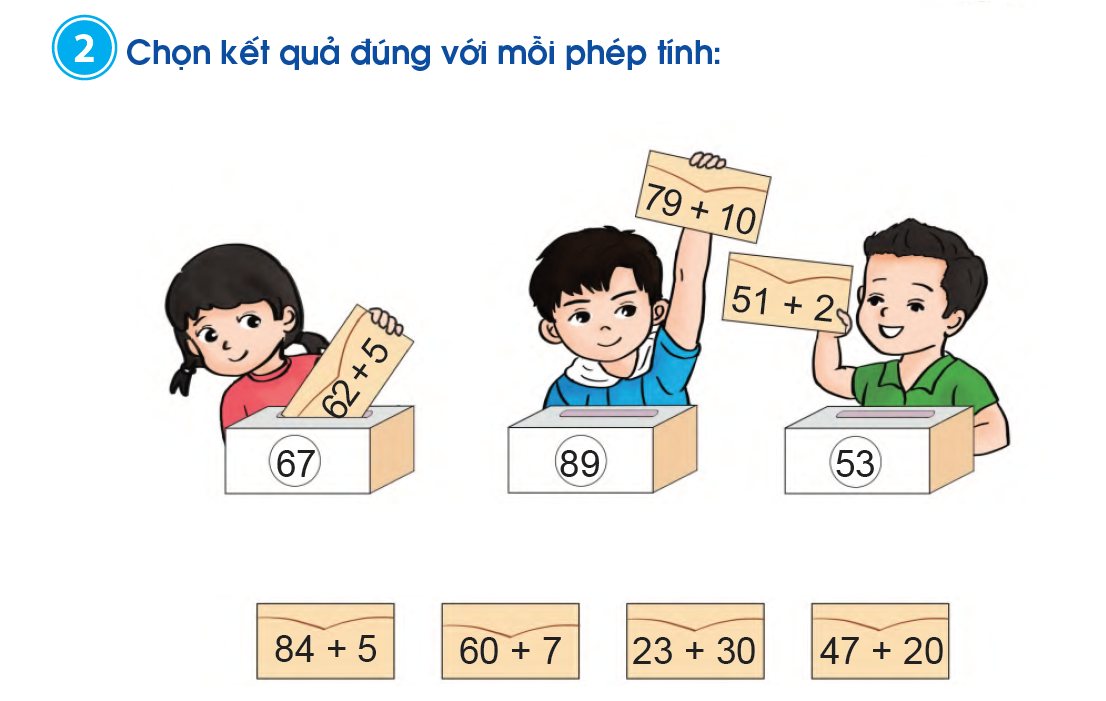 2 Chọn kết quả đúng với mỗi phép tính:
79 + 10
51 + 2
62 + 5
67
89
53
84 + 5
60 + 7
23 + 30
47 + 20